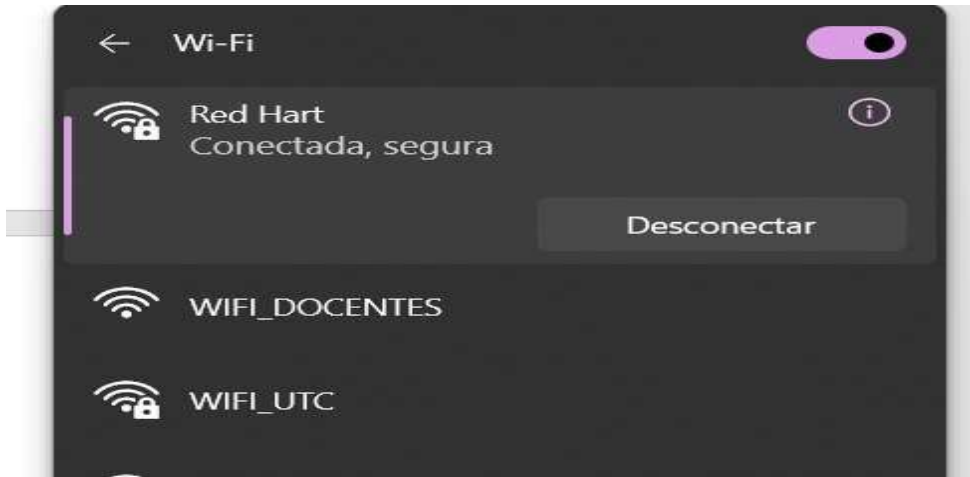 Wi-Fi
Red Hart
Conectada, segura
Desconectar
WIFI_DOCENTES
WIFI_UTC